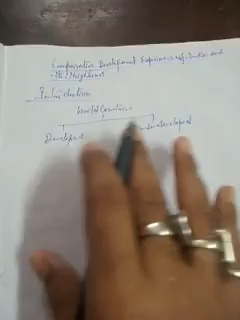 Comparative Development Experiences of India and
its Neighbours
Introduction
World Countries
Developed
Underdeveloped